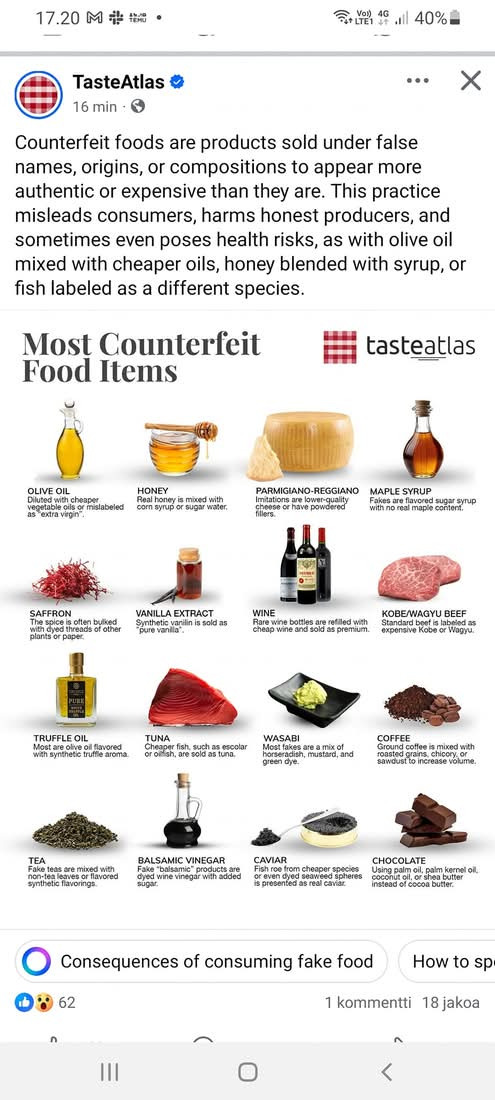 17.20
Vo)) 4G
LTE1
40%
TasteAtlas
16 min
Counterfeit foods are products sold under false
names, origins, or compositions to appear more
authentic or expensive than they are. This practice
misleads consumers, harms honest producers, and
sometimes even poses health risks, as with olive oil
mixed with cheaper oils, honey blended with syrup, or
fish labeled as a different species.
Most Counterfeit
Food Items
tasteatlas
OLIVE OIL
Diluted with cheaper
vegetable oils or mislabeled
as "extra virgin".
HONEY
Real honey is mixed with
corn syrup or sugar water.
PARMIGIANO-REGGIANO
Imitations are lower-quality
cheese or have powdered
fillers.
MAPLE SYRUP
Fakes are flavored sugar syrup
with no real maple content.
SAFFRON
The spice is often bulked
with dyed threads of other
plants or paper.
VANILLA EXTRACT
Synthetic vanilin is sold as
"pure vanilla".
WINE
Rare wine bottles are refilled with
cheap wine and sold as premium.
KOBE/WAGYU BEEF
Standard beef is labeled as
expensive Kobe or Wagyu.
PURE
TRUFFLE OIL
Most are olive oil flavored
with synthetic truffle aroma.
TUNA
Cheaper fish, such as escolar
or oilfish, are sold as tuna.
WASABI
Most fakes are a mix of
horseradish, mustard, and
green dye.
COFFEE
Ground coffee is mixed with
roasted grains, chicory, or
sawdust to increase volume.
TEA
Fake teas are mixed with
non-tea leaves or flavored
synthetic flavorings.
BALSAMIC VINEGAR
Fake "balsamic" products are
dyed wine vinegar with added
sugar.
CAVIAR
Fish roe from cheaper species
or even dyed seaweed spheres
is presented as real caviar.
CHOCOLATE
Using palm oil, palm kernel oil,
coconut oil, or shea butter
instead of cocoa butter.
Consequences of consuming fake food
How to spe
62
1 kommentti 18 jakoa